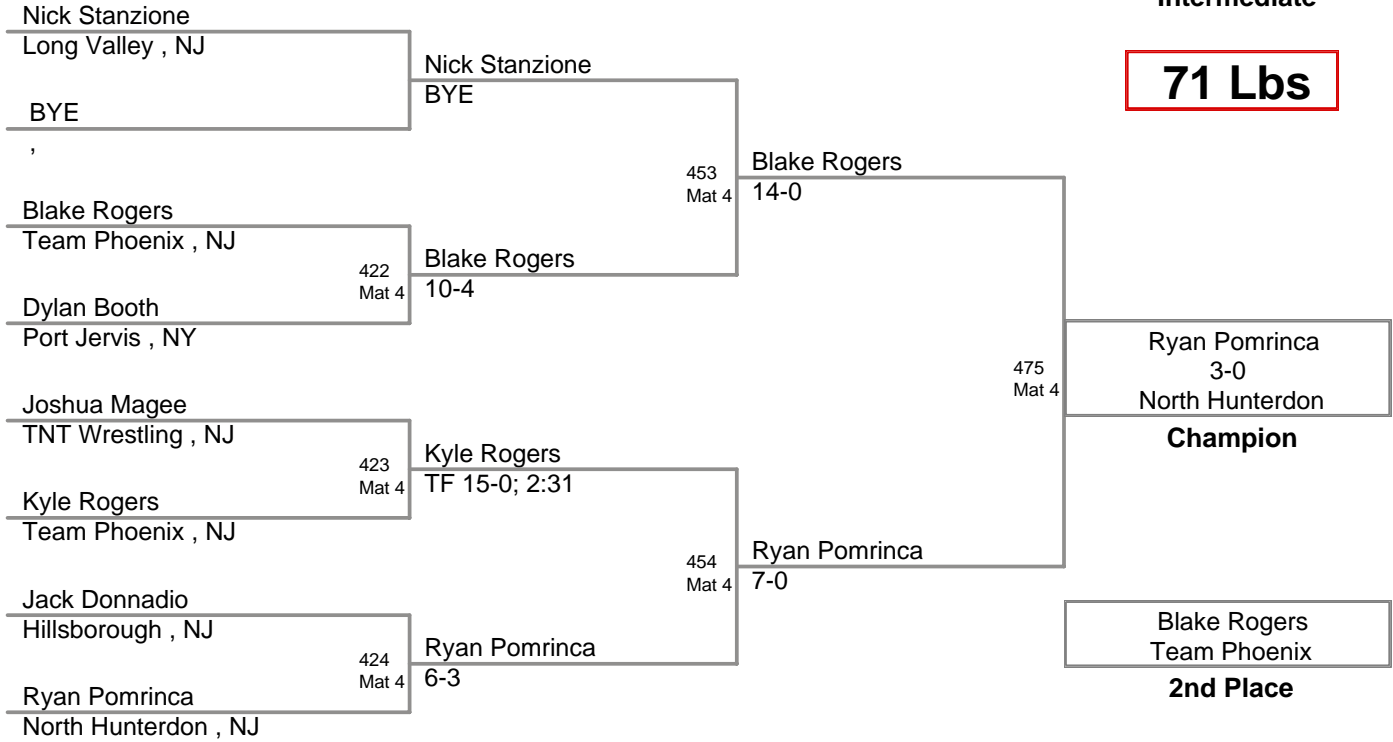 Intermediate
71 Lbs
Nick Stanzione
Long Valley , NJ
BYE
,
Blake Rogers
Team Phoenix , NJ
Dylan Booth
Port Jervis , NY
Joshua Magee
TNT Wrestling , NJ
Kyle Rogers
Team Phoenix , NJ
Jack Donnadio
Hillsborough , NJ
Ryan Pomrinca
North Hunterdon , NJ
Nick Stanzione
BYE
422
Mat 4
Blake Rogers
10-4
423
Mat 4
Kyle Rogers
TF 15-0; 2:31
424
Mat 4
Ryan Pomrinca
6-3
453
Mat 4
Blake Rogers
14-0
454
Mat 4
Ryan Pomrinca
7-0
475
Mat 4
Ryan Pomrinca
3-0
North Hunterdon
Champion
Blake Rogers
Team Phoenix
2nd Place